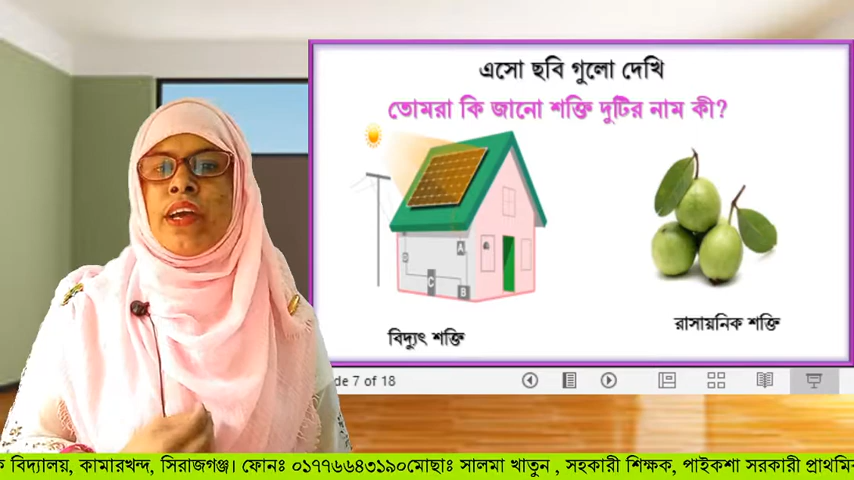 এসো ছবি গুলো দেখি
তোমরা কি জানো শক্তি দুটির নাম কী?
A
B
C
B
বিদ্যুৎ শক্তি
রাসায়নিক শক্তি
de 7 of 18
ক বিদ্যালয়, কামারখন্দ, সিরাজগঞ্জ। ফোনঃ ০১৭৭৬৬৪৩১৯০মোছাঃ সালমা খাতুন , সহকারী শিক্ষক, পাইকশা সরকারী প্রাথমি